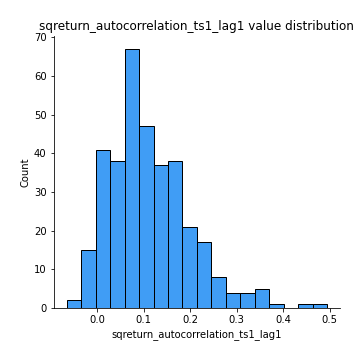 sqreturn_autocorrelation_ts1_lag1 value distribution
70
60
50
40
30
20
10
0
Count
0.0 0.1 0.2 0.3 0.4 0.5
sqreturn_autocorrelation_ts1_lag1